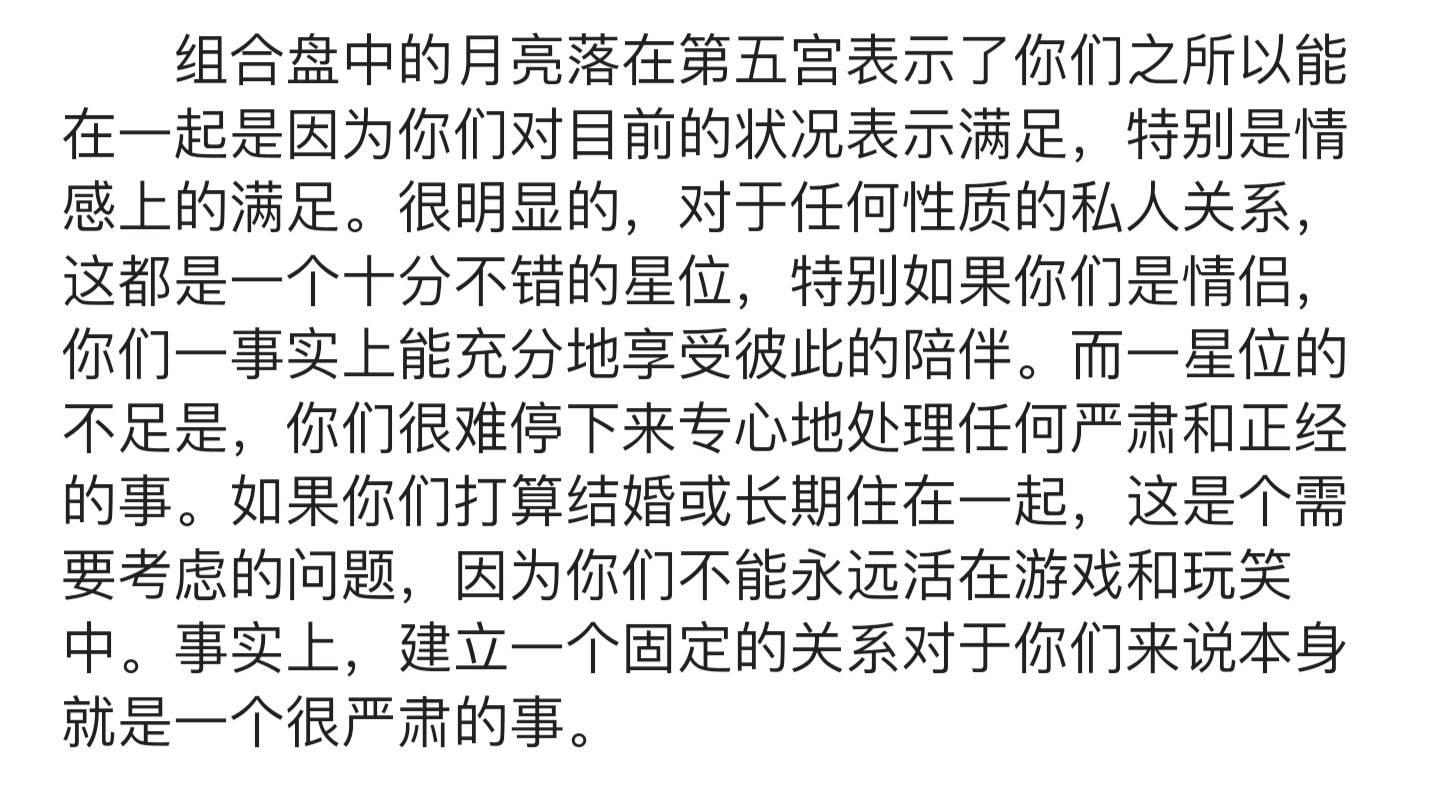 组合盘中的月亮落在第五宫表示了你们之所以能
在一起是因为你们对目前的状况表示满足，特别是情
感上的满足。很明显的，对于任何性质的私人关系，
这都是一个十分不错的星位，特别如果你们是情侣，
你们一事实上能充分地享受彼此的陪伴。而一星位的
不足是，你们很难停下来专心地处理任何严肃和正经
的事。如果你们打算结婚或长期住在一起，这是个需
要考虑的问题，因为你们不能永远活在游戏和玩笑
中。事实上，建立一个固定的关系对于你们来说本身
就是一个很严肃的事。